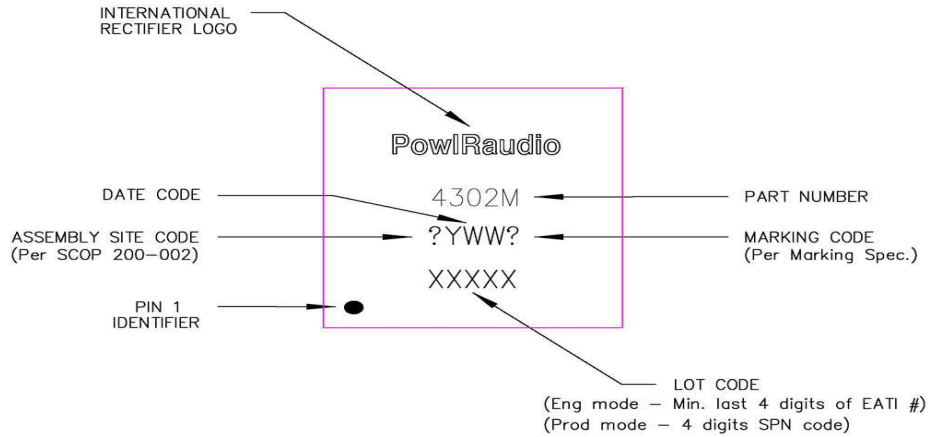 INTERNATIONAL
RECTIFIER LOGO
PowIRaudio
DATE CODE
4302M
PART NUMBER
ASSEMBLY SITE CODE
(Per SCOP 200-002)
?YWW?
MARKING CODE
(Per Marking Spec.)
XXXXX
PIN 1
IDENTIFIER
LOT CODE
(Eng mode - Min. last 4 digits of EATI #)
(Prod mode - 4 digits SPN code)